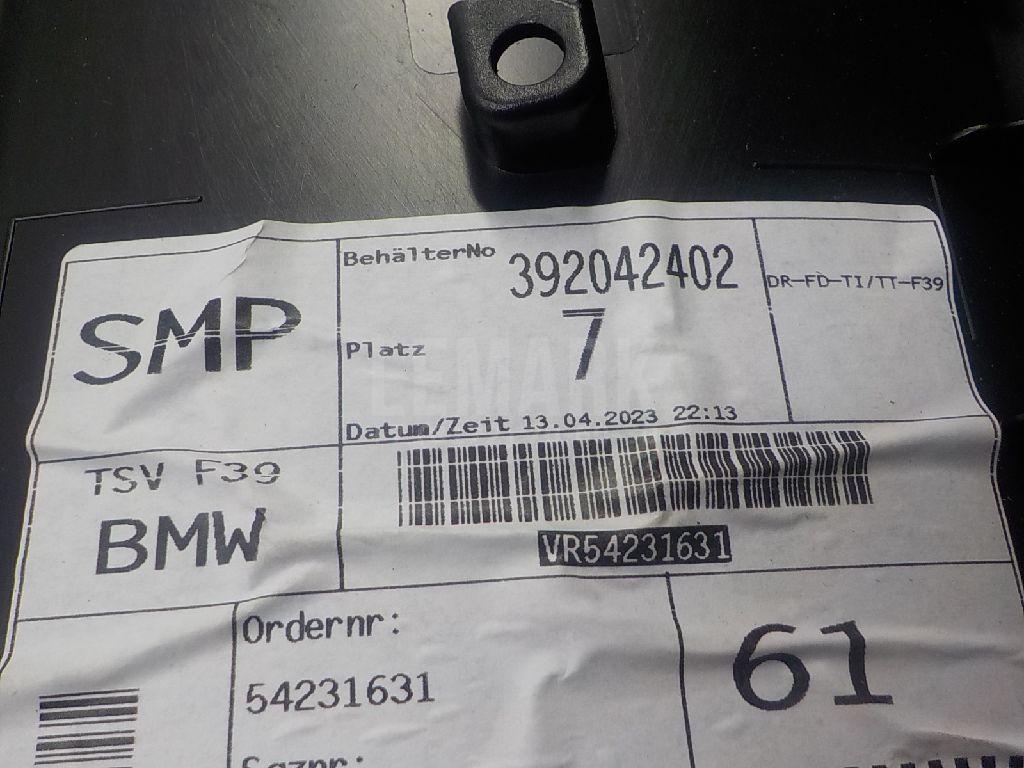 SMP
BehälterNo 392042402
DR-FD-TI/TT-F39
Platz 7
LEMARK
Datum/Zeit 13.04.2023 22:13
TSV F39
BMW
VR54231631
Ordernr:
54231631
61